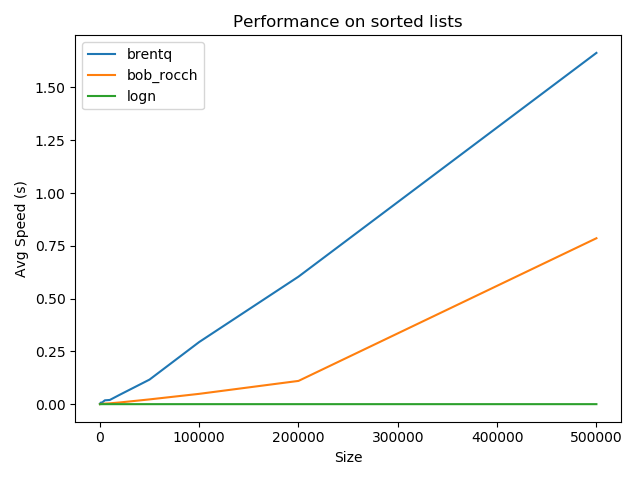 Performance on sorted lists
brentq
bob_rocch
logn
Avg Speed (s)
1.50
1.25
1.00
0.75
0.50
0.25
0.00
0 100000 200000 300000 400000 500000
Size